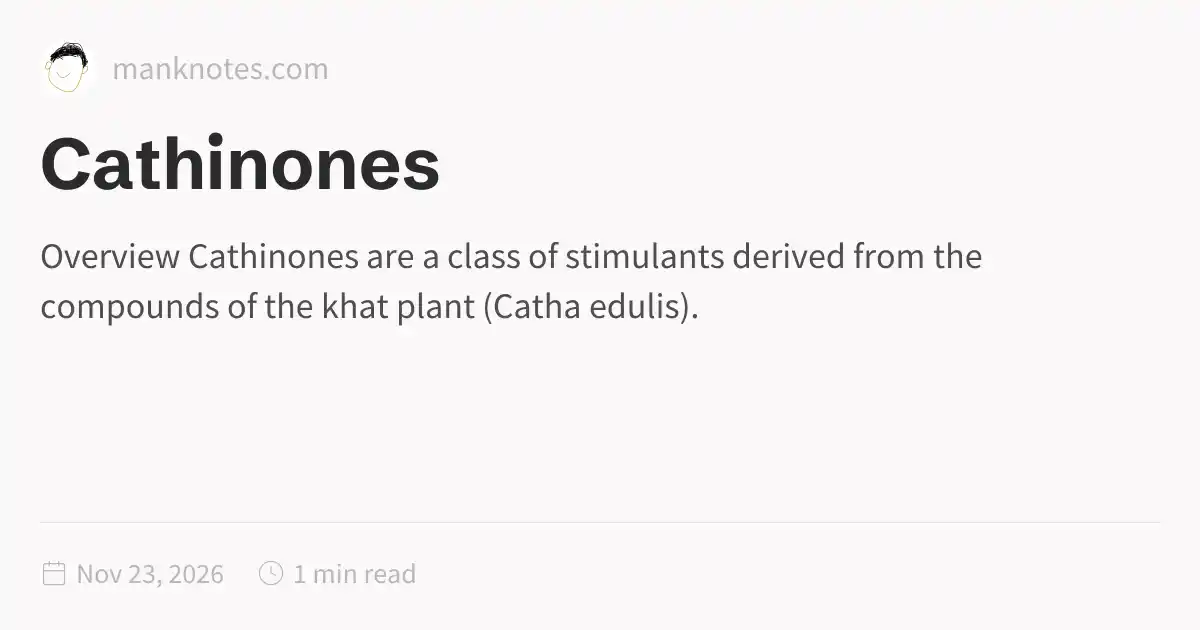 manknotes.com
Cathinones
Overview Cathinones are a class of stimulants derived from the
compounds of the khat plant (Catha edulis).
Nov 23, 2026 1 min read